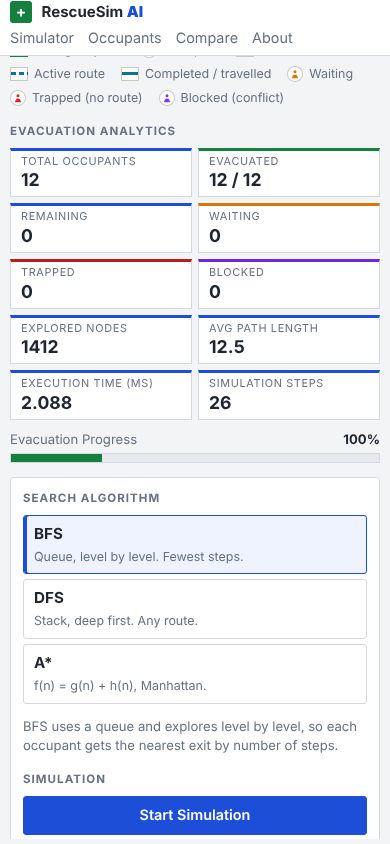 RescueSim AI
Simulator Occupants Compare About
Active route Completed / travelled Waiting
Trapped (no route) Blocked (conflict)
EVACUATION ANALYTICS
TOTAL OCCUPANTS EVACUATED
12 12 / 12
REMAINING WAITING
0 0
TRAPPED BLOCKED
0 0
EXPLORED NODES AVG PATH LENGTH
1412 12.5
EXECUTION TIME (MS) SIMULATION STEPS
2.088 26
Evacuation Progress 100%
SEARCH ALGORITHM
BFS
Queue, level by level. Fewest steps.
DFS
Stack, deep first. Any route.
A*
f(n) = g(n) + h(n), Manhattan.
BFS uses a queue and explores level by level, so each
occupant gets the nearest exit by number of steps.
SIMULATION
Start Simulation